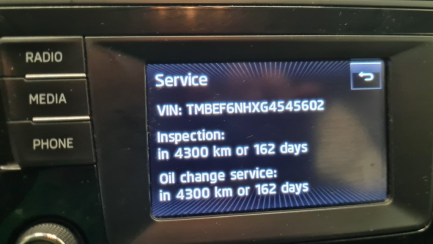 RADIO
MEDIA
PHONE
Service
VIN: TMBEF6NHXG4545602
Inspection:
in 4300 km or 162 days
Oil change service:
in 4300 km or 162 days